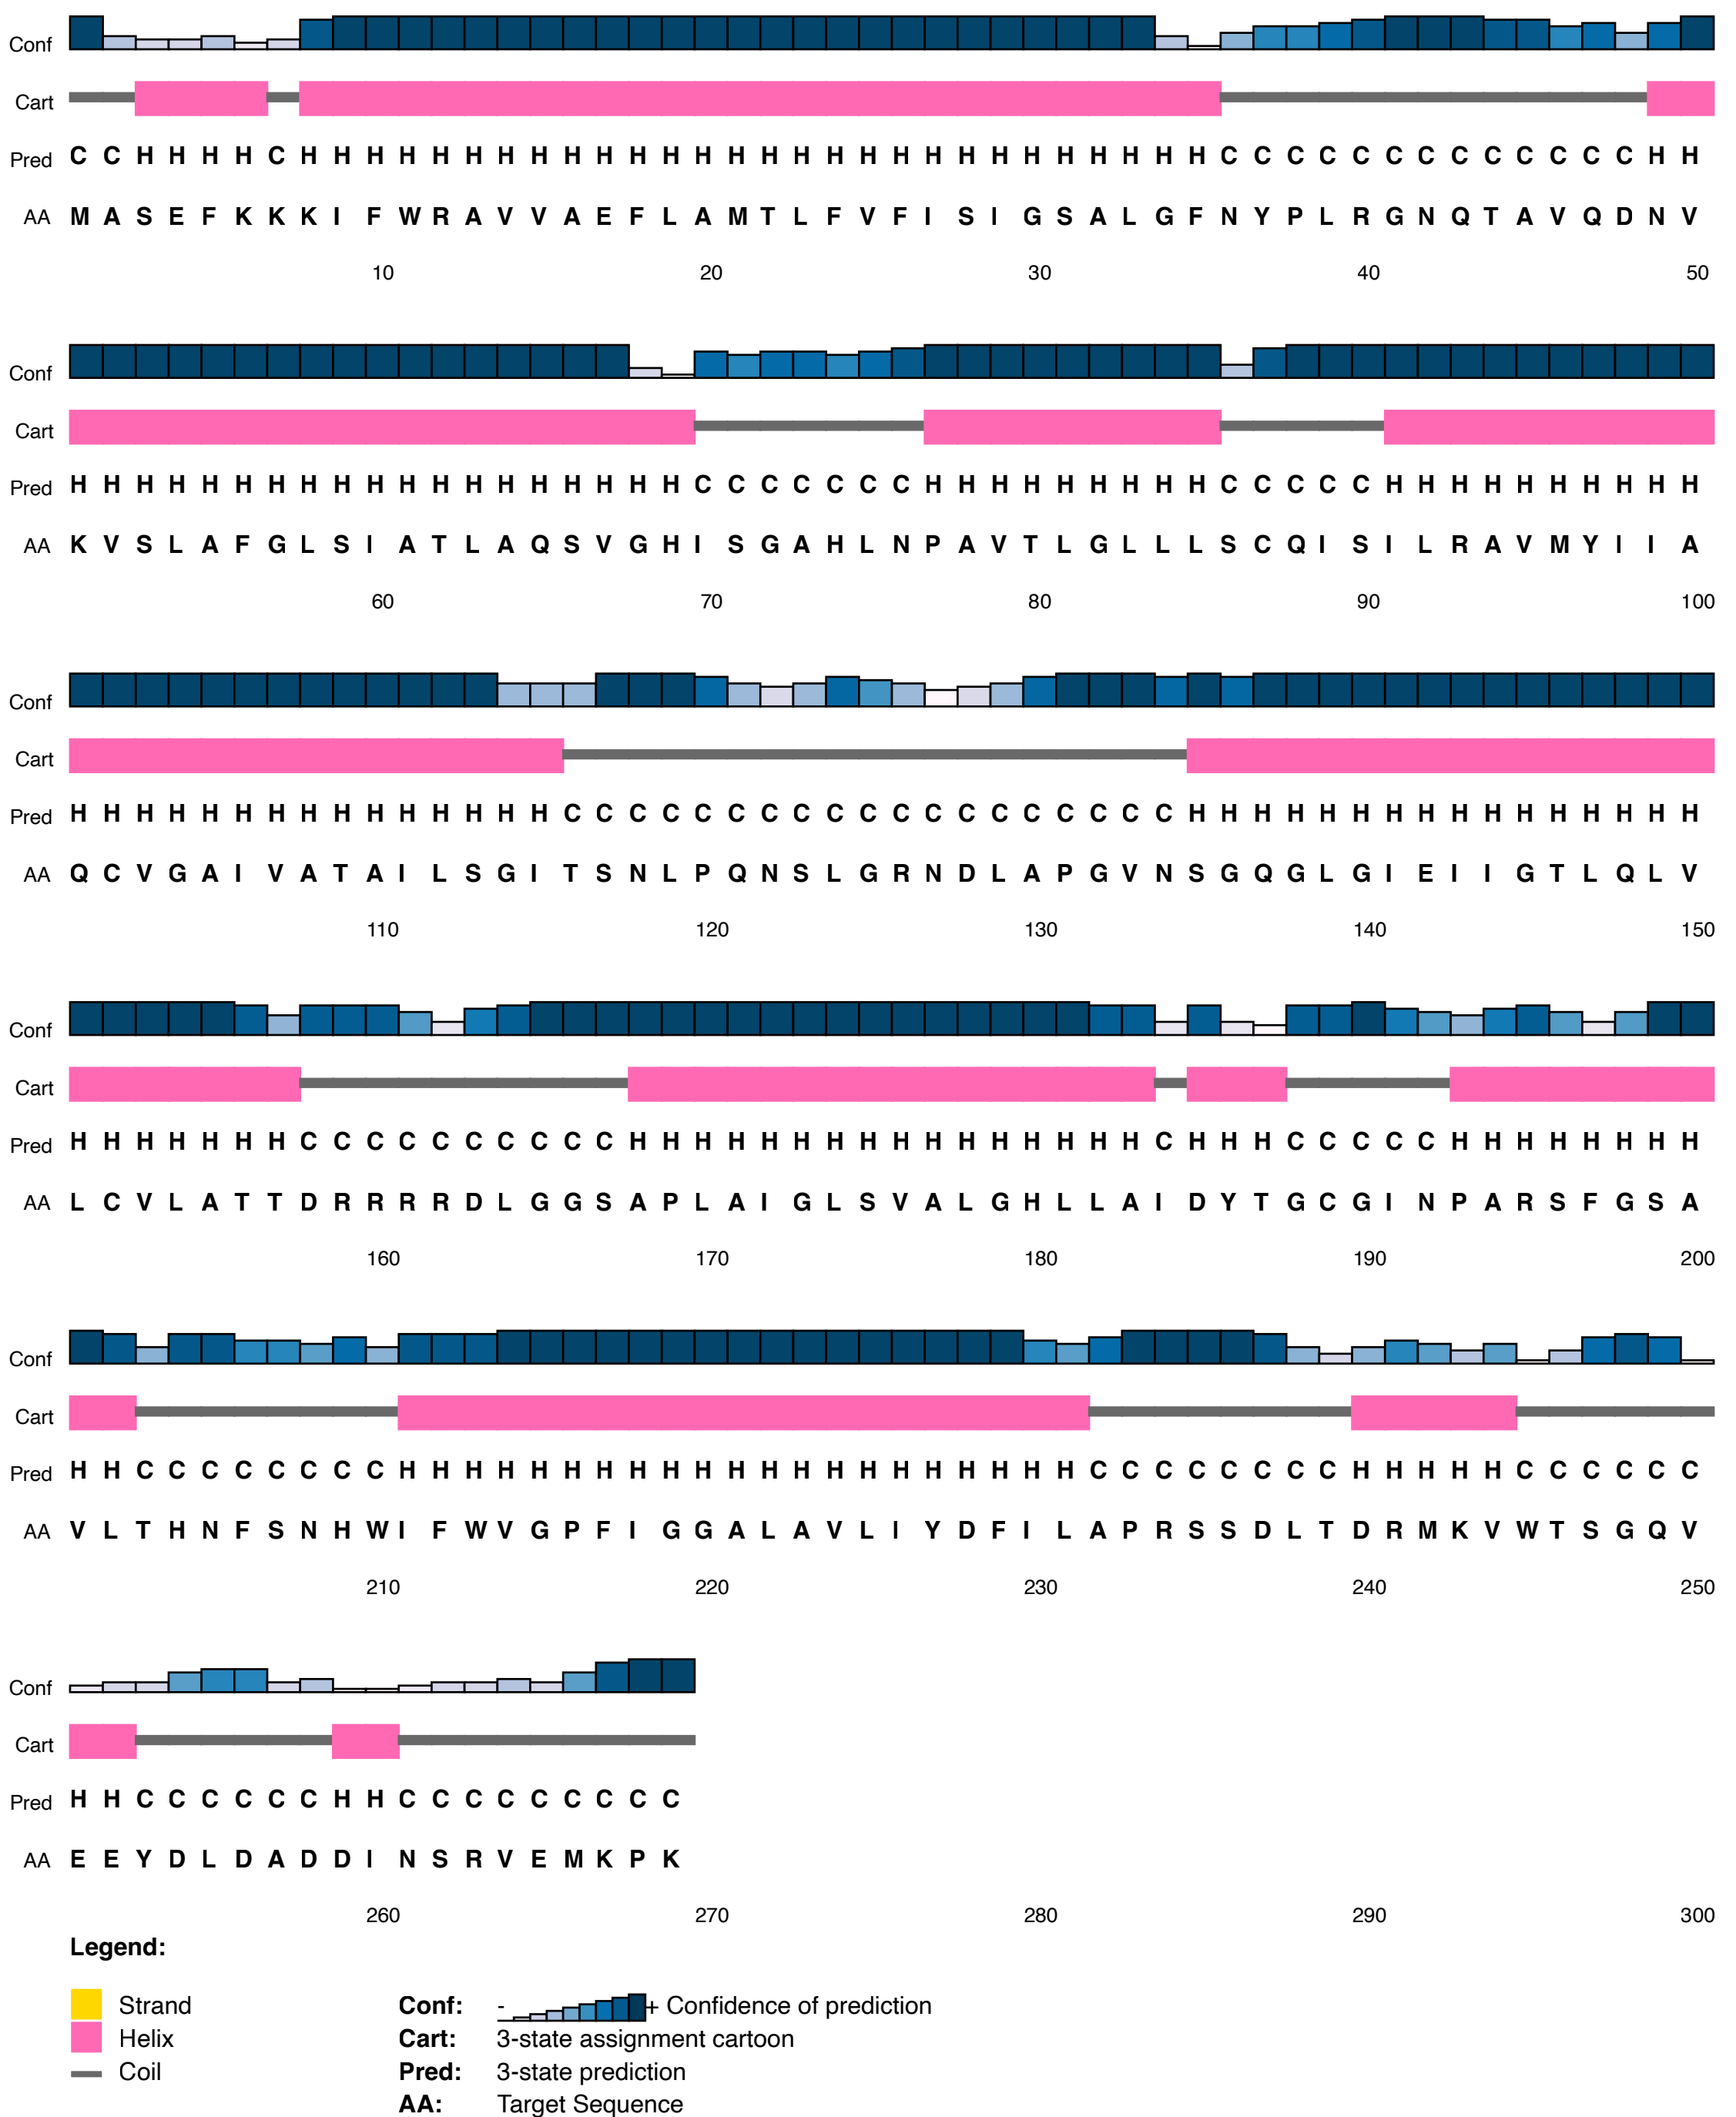 Conf
Cart
Pred C C H H H H C H H H H H H H H H H H H H H H H H H H H H H H H H H H H C C C C C C C C C C C C C H H
AA M A S E F K K K I F W R A V V A E F L A M T L F V F I S I G S A L G F N Y P L R G N Q T A V Q D N V
10 20 30 40 50
Conf
Cart
Pred H H H H H H H H H H H H H H H H H H H C C C C C C C H H H H H H H H H C C C C C H H H H H H H H H H
AA K V S L A F G L S I A T L A Q S V G H I S G A H L N P A V T L G L L L S C Q I S I L R A V M Y I I A
60 70 80 90 100
Conf
Cart
Pred H H H H H H H H H H H H H H H C C C C C C C C C C C C C C C C C C C H H H H H H H H H H H H H H H H
AA Q C V G A I V A T A I L S G I T S N L P Q N S L G R N D L A P G V N S G Q G L G I E I I G T L Q L V
110 120 130 140 150
Conf
Cart
Pred H H H H H H H C C C C C C C C C C H H H H H H H H H H H H H H H H C H H H C C C C C H H H H H H H H
AA L C V L A T T D R R R R D L G G S A P L A I G L S V A L G H L L A I D Y T G C G I N P A R S F G S A
160 170 180 190 200
Conf
Cart
Pred H H C C C C C C C C H H H H H H H H H H H H H H H H H H H H H C C C C C C C C H H H H H C C C C C C
AA V L T H N F S N H W I F W V G P F I G G A L A V L I Y D F I L A P R S S D L T D R M K V W T S G Q V
210 220 230 240 250
Conf
Cart
Pred H H C C C C C C H H C C C C C C C C C
AA E E Y D L D A D D I N S R V E M K P K
260 270 280 290 300
Legend:
Strand Conf: - + Confidence of prediction
Helix Cart: 3-state assignment cartoon
Coil Pred: 3-state prediction
AA: Target Sequence